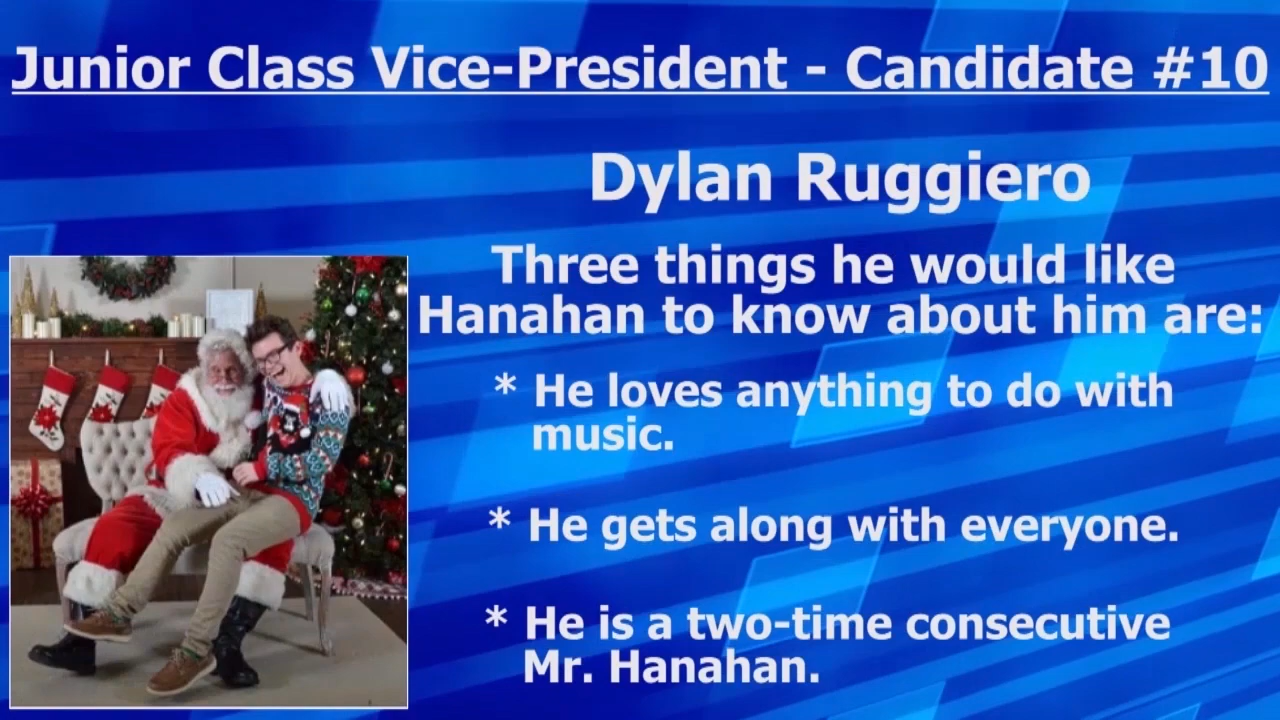 Junior Class Vice-President - Candidate #10
Dylan Ruggiero
Three things he would like
Hanahan to know about him are:
* He loves anything to do with
music.
* He gets along with everyone.
* He is a two-time consecutive
Mr. Hanahan.